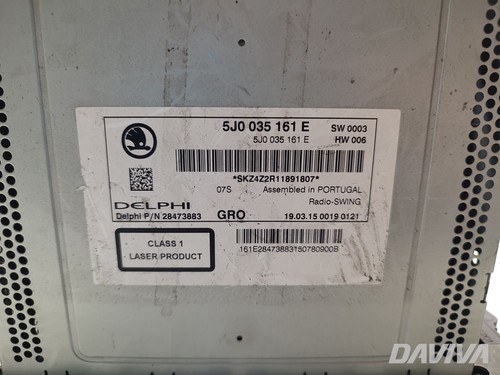 5J0 035 161 E SW 0003
5J0 035 161 E HW 006
*SKZ4Z2R11891807*
07S Assembled in PORTUGAL
DELPHI Radio-SWING
Delphi P/N 28473883 GRO 19.03.15 0019 0121
CLASS 1
LASER PRODUCT
161E28473883150780900B
DAVIVA